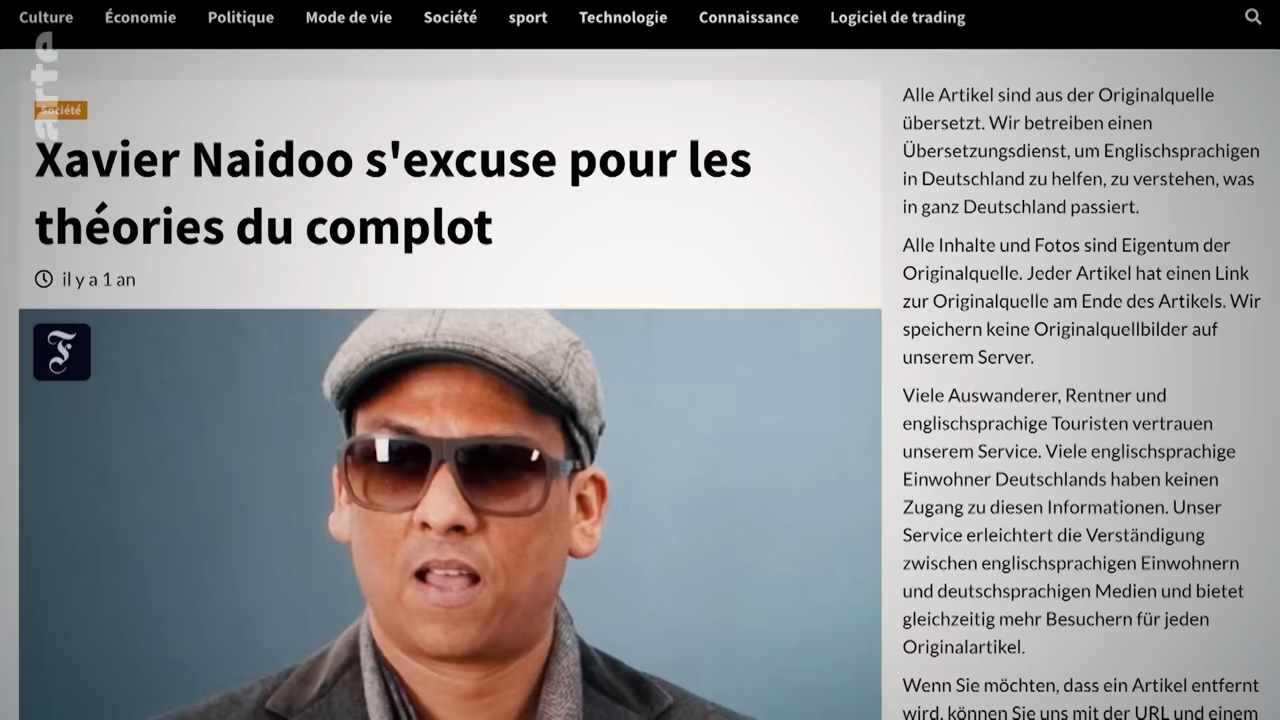 Culture Économie Politique Mode de vie Société sport Technologie Connaissance Logiciel de trading
arte
Société
Xavier Naidoo s'excuse pour les
théories du complot
il y a 1 an
F
Alle Artikel sind aus der Originalquelle
übersetzt. Wir betreiben einen
Übersetzungsdienst, um Englischsprachigen
in Deutschland zu helfen, zu verstehen, was
in ganz Deutschland passiert.
Alle Inhalte und Fotos sind Eigentum der
Originalquelle. Jeder Artikel hat einen Link
zur Originalquelle am Ende des Artikels. Wir
speichern keine Originalquellbilder auf
unserem Server.
Viele Auswanderer, Rentner und
englischsprachige Touristen vertrauen
unserem Service. Viele englischsprachige
Einwohner Deutschlands haben keinen
Zugang zu diesen Informationen. Unser
Service erleichtert die Verständigung
zwischen englischsprachigen Einwohnern
und deutschsprachigen Medien und bietet
gleichzeitig mehr Besuchern für jeden
Originalartikel.
Wenn Sie möchten, dass ein Artikel entfernt
wird, können Sie uns mit der URL und einem